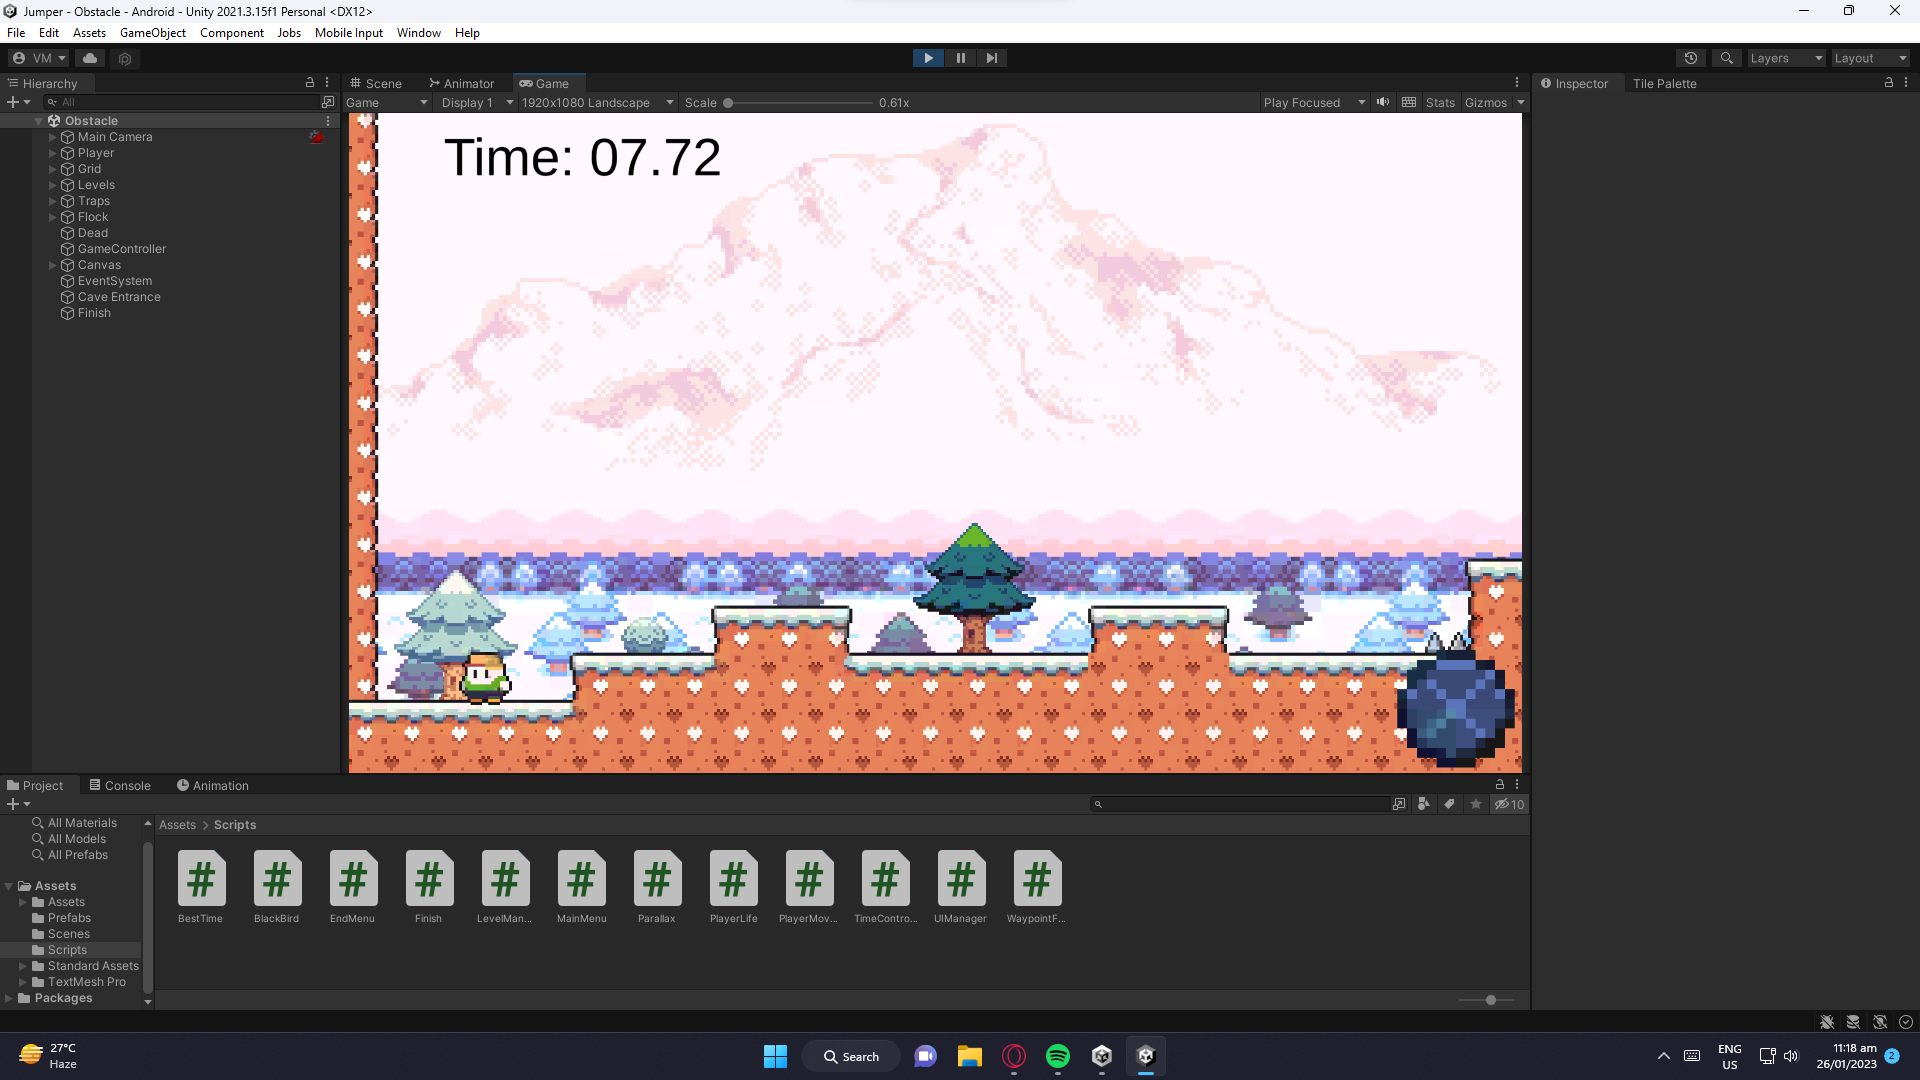 Jumper - Obstacle - Android - Unity 2021.3.15f1 Personal <DX12>
File Edit Assets GameObject Component Jobs Mobile Input Window Help
VM Layers Layout
Hierarchy Scene Animator Game Inspector Tile Palette
All Game Display 1 1920x1080 Landscape Scale 0.61x Play Focused Stats Gizmos
Obstacle
Main Camera
Player
Grid
Levels
Traps
Flock
Dead
GameController
Canvas
EventSystem
Cave Entrance
Finish
Time: 07.72
Project Console Animation
10
All Materials
All Models
All Prefabs
Assets
Assets
Prefabs
Scenes
Scripts
Standard Assets
TextMesh Pro
Packages
Assets > Scripts
BestTime BlackBird EndMenu Finish LevelMan... MainMenu Parallax PlayerLife PlayerMov... TimeContro... UIManager WaypointF...
27°C
Haze
Search
ENG
US
11:18 am
26/01/2023
2